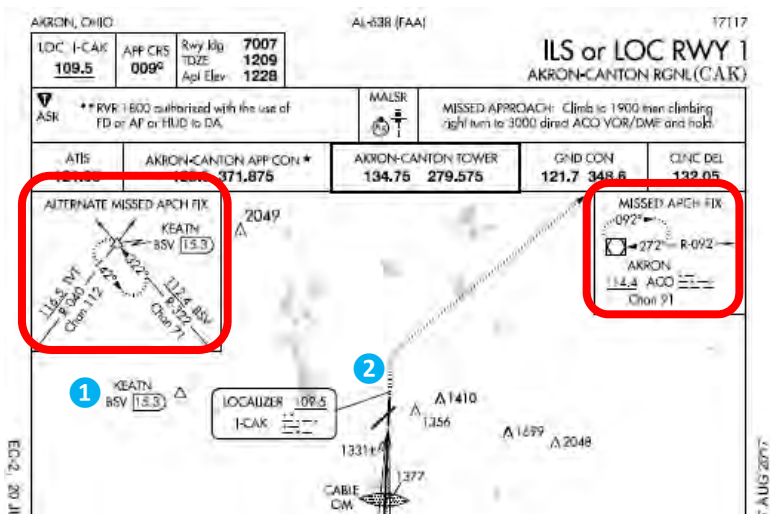 AKRON, OHIO
AL-638 (FAA)
17117
LOC I-CAK
109.5
APP CRS
009°
Rwy Idg 7007
TDZE 1209
Apt Elev 1228
ILS or LOC RWY 1
AKRON-CANTON RGNL (CAK)
T
ASR
**RVR 1800 authorized with the use of
FD or AP or HUD to DA.
MALSR
MISSED APPROACH: Climb to 1900 then climbing
right turn to 3000 direct ACO VOR/DME and hold.
ATIS
AKRON-CANTON APP CON *
371.875
AKRON-CANTON TOWER
134.75 279.575
GND CON
121.7 348.6
CLNC DEL
132.05
ALTERNATE MISSED APCH FIX
KEATN
BSV 15.3
322°
142°
116.5 TVT
R-040
Chan 112
112.4 BSV
R-322
Chan 71
2049
MISSED APCH FIX
092°
272°
R-092
AKRON
114.4 ACO
Chan 91
1
KEATN
BSV 15.3
2
LOCALIZER 109.5
I-CAK
1410
1356
1699
2048
1331±
1377
CABLE
OM